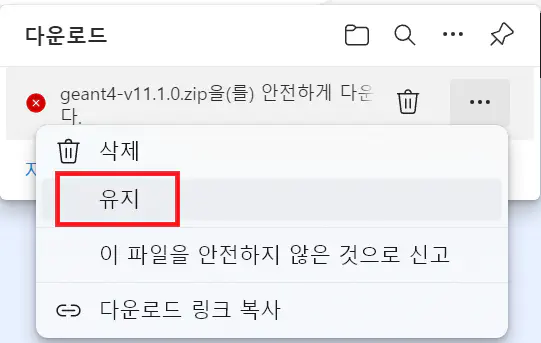 다운로드
geant4-v11.1.0.zip을(를) 안전하게 다운
다.
삭제
유지
이 파일을 안전하지 않은 것으로 신고
다운로드 링크 복사